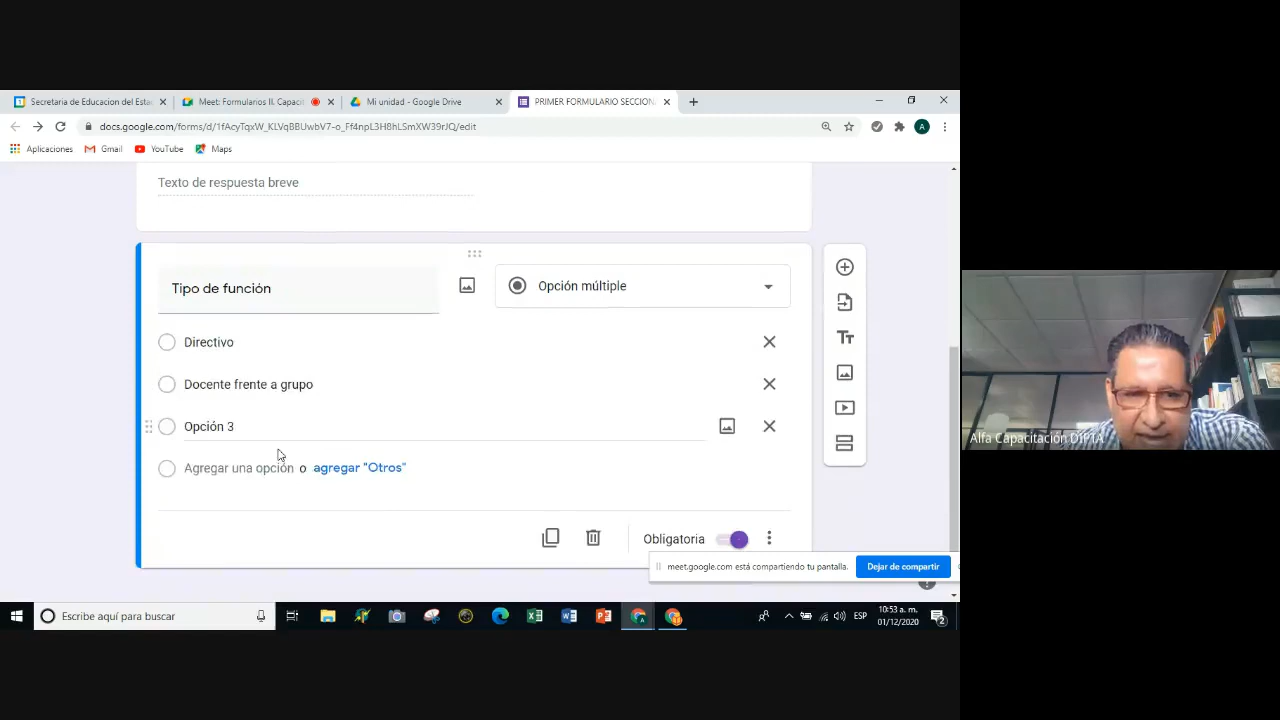 Secretaria de Educacion del Esta
Meet: Formularios II. Capaci
Mi unidad - Google Drive
PRIMER FORMULARIO SECCION
docs.google.com/forms/d/1fAcyTqxW_KLVqBBUwbV7-o_Ff4npL3H8hLSmXW39rJQ/edit
A
Aplicaciones
Gmail
YouTube
Maps
Texto de respuesta breve
Tipo de función
Opción múltiple
Directivo
Docente frente a grupo
Opción 3
Agregar una opción o agregar "Otros"
Obligatoria
meet.google.com está compartiendo tu pantalla.
Dejar de compartir
Alfa Capacitación DIPTA
Escribe aquí para buscar
ESP
10:53 a. m.
01/12/2020
2